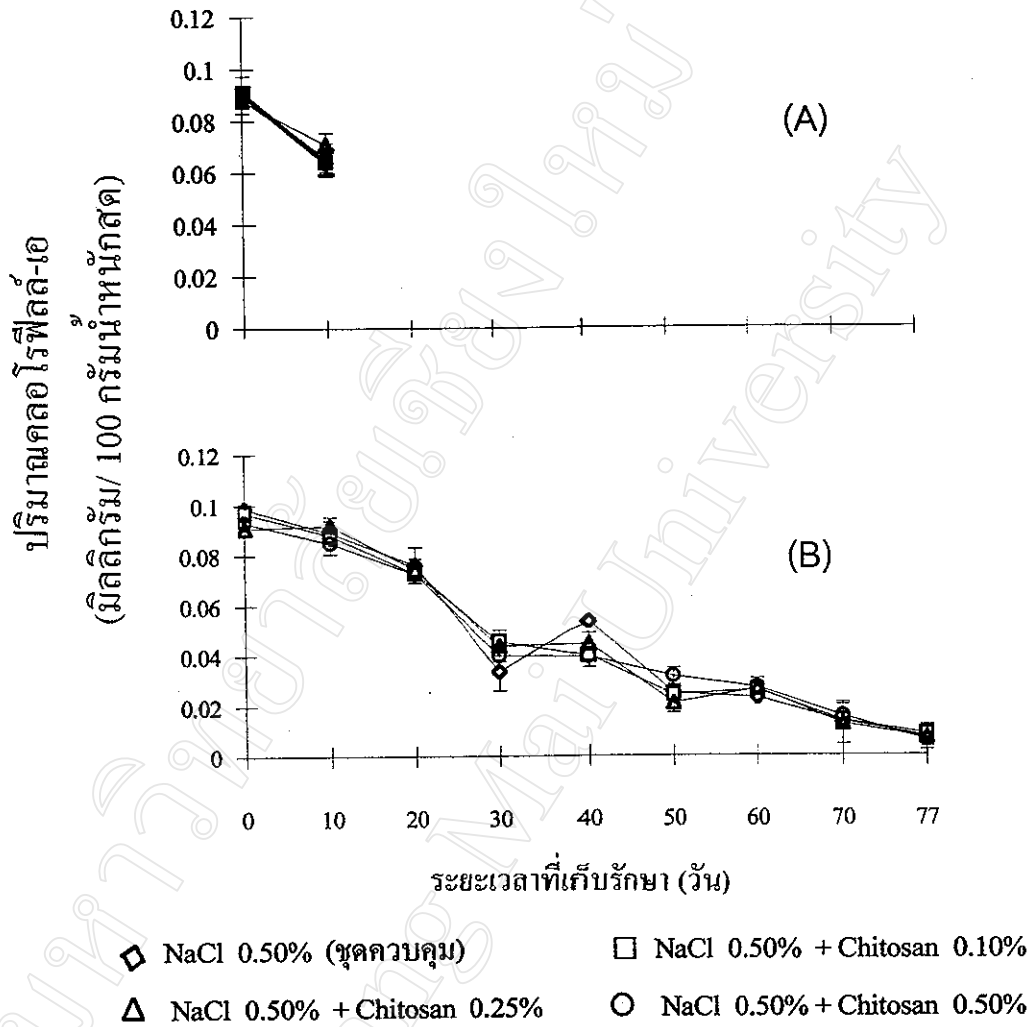 0.12
0.1
0.08
0.06
0.04
0.02
0
(A)
ปริมาณคลอโรฟิลล์-เอ
(มิลลิกรัม/ 100 กรัมน้ำหนักสด)
0.12
0.1
0.08
0.06
0.04
0.02
0
(B)
0 10 20 30 40 50 60 70 77
ระยะเวลาที่เก็บรักษา (วัน)
NaCl 0.50% (ชุดควบคุม)
NaCl 0.50% + Chitosan 0.10%
NaCl 0.50% + Chitosan 0.25%
NaCl 0.50% + Chitosan 0.50%
Mai University